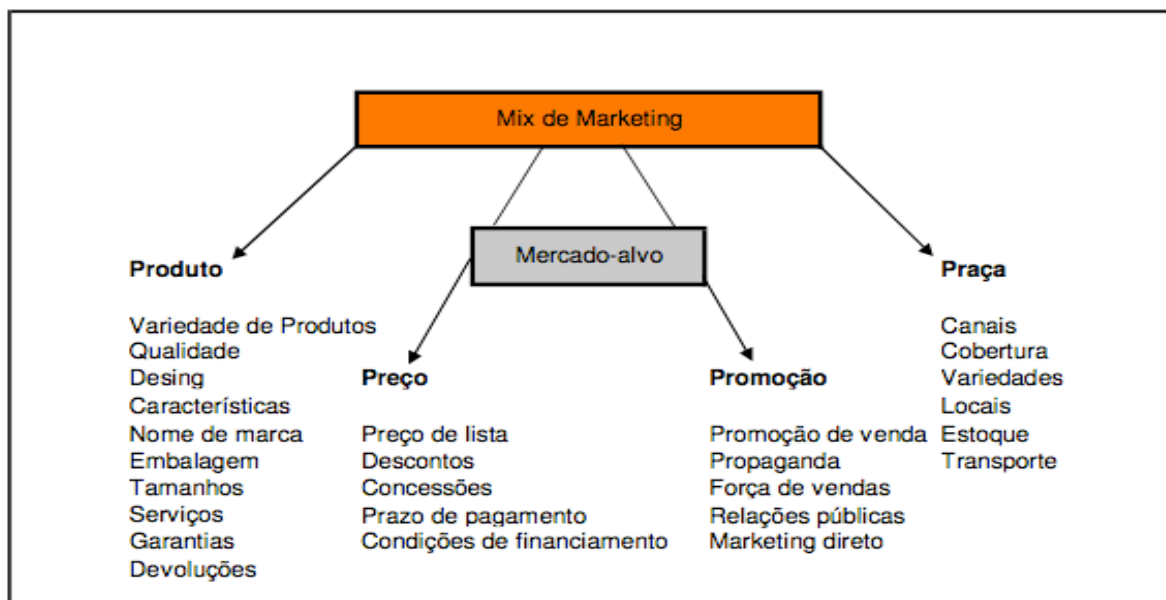 Mix de Marketing
Mercado-alvo
Produto
Variedade de Produtos
Qualidade
Desing
Características
Nome de marca
Embalagem
Tamanhos
Serviços
Garantias
Devoluções
Preço
Preço de lista
Descontos
Concessões
Prazo de pagamento
Condições de financiamento
Promoção
Promoção de venda
Propaganda
Força de vendas
Relações públicas
Marketing direto
Praça
Canais
Cobertura
Variedades
Locais
Estoque
Transporte